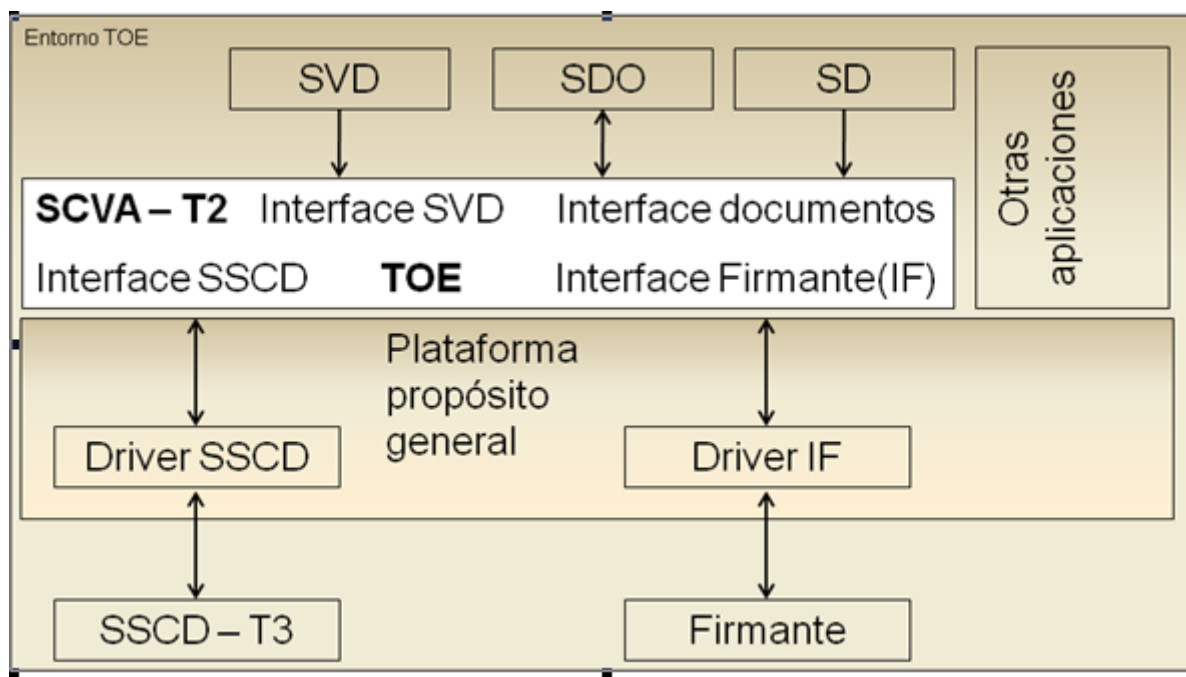 Entorno TOE
SVD
SDO
SD
Otras
aplicaciones
SCVA – T2 Interface SVD Interface documentos
Interface SSCD TOE Interface Firmante(IF)
Plataforma
propósito
general
Driver SSCD
Driver IF
SSCD – T3
Firmante